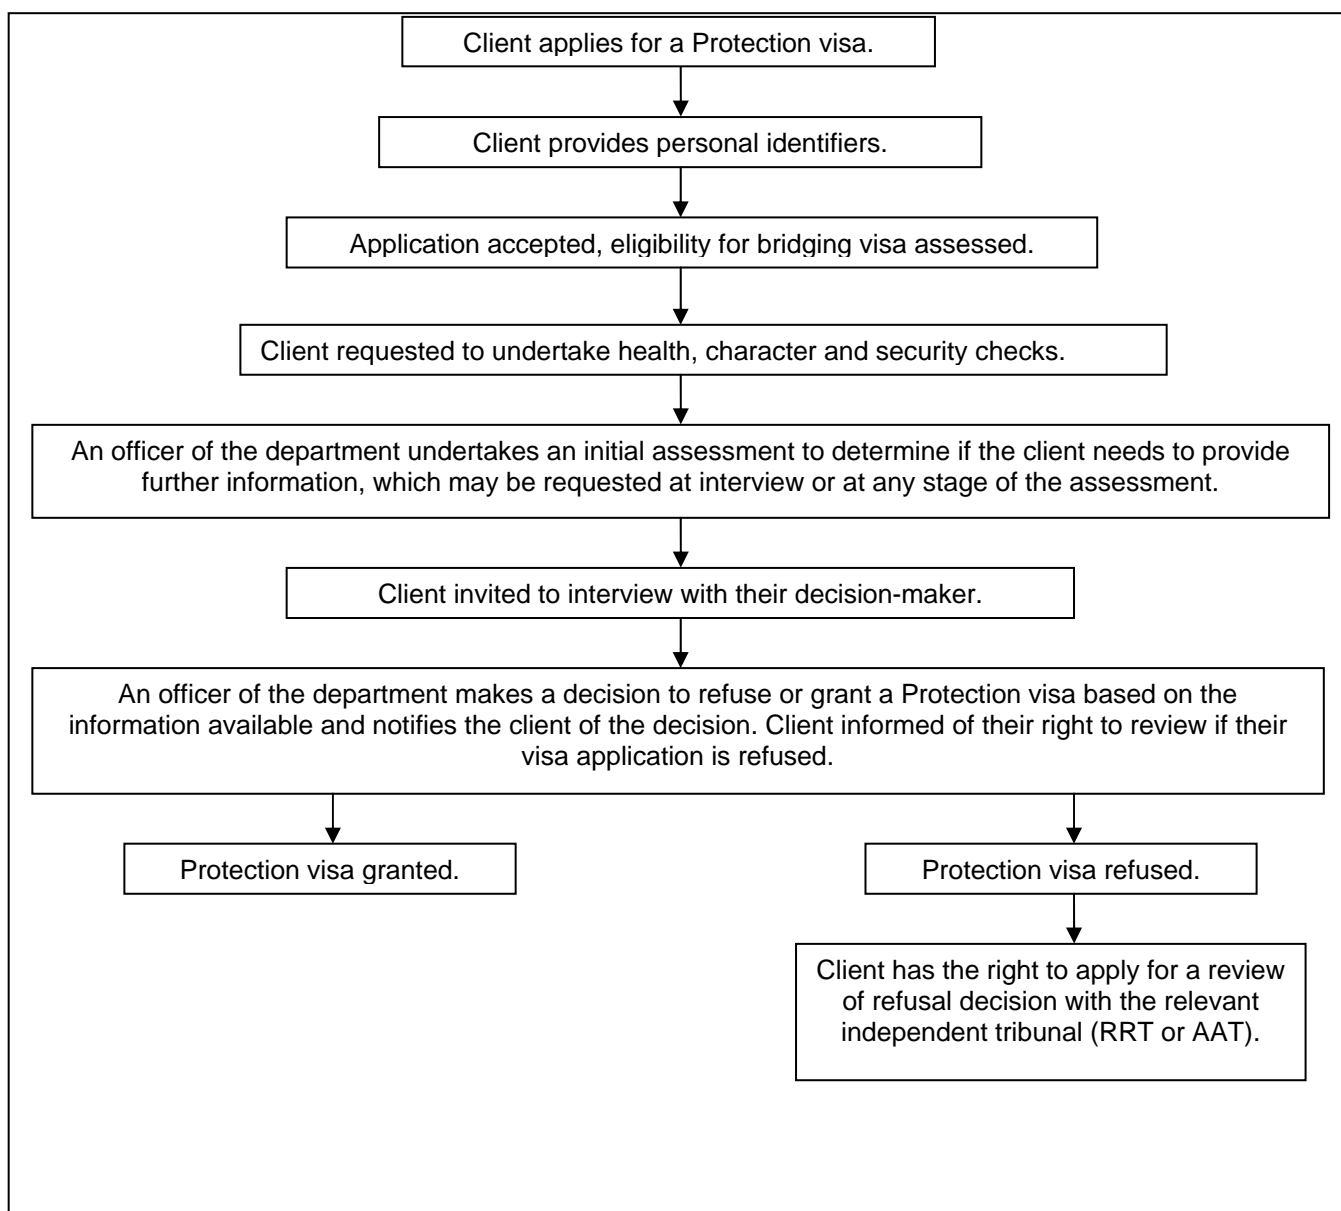 Client applies for a Protection visa.
Client provides personal identifiers.
Application accepted, eligibility for bridging visa assessed.
Client requested to undertake health, character and security checks.
An officer of the department undertakes an initial assessment to determine if the client needs to provide
further information, which may be requested at interview or at any stage of the assessment.
Client invited to interview with their decision-maker.
An officer of the department makes a decision to refuse or grant a Protection visa based on the
information available and notifies the client of the decision. Client informed of their right to review if their
visa application is refused.
Protection visa granted.
Protection visa refused.
Client has the right to apply for a review
of refusal decision with the relevant
independent tribunal (RRT or AAT).